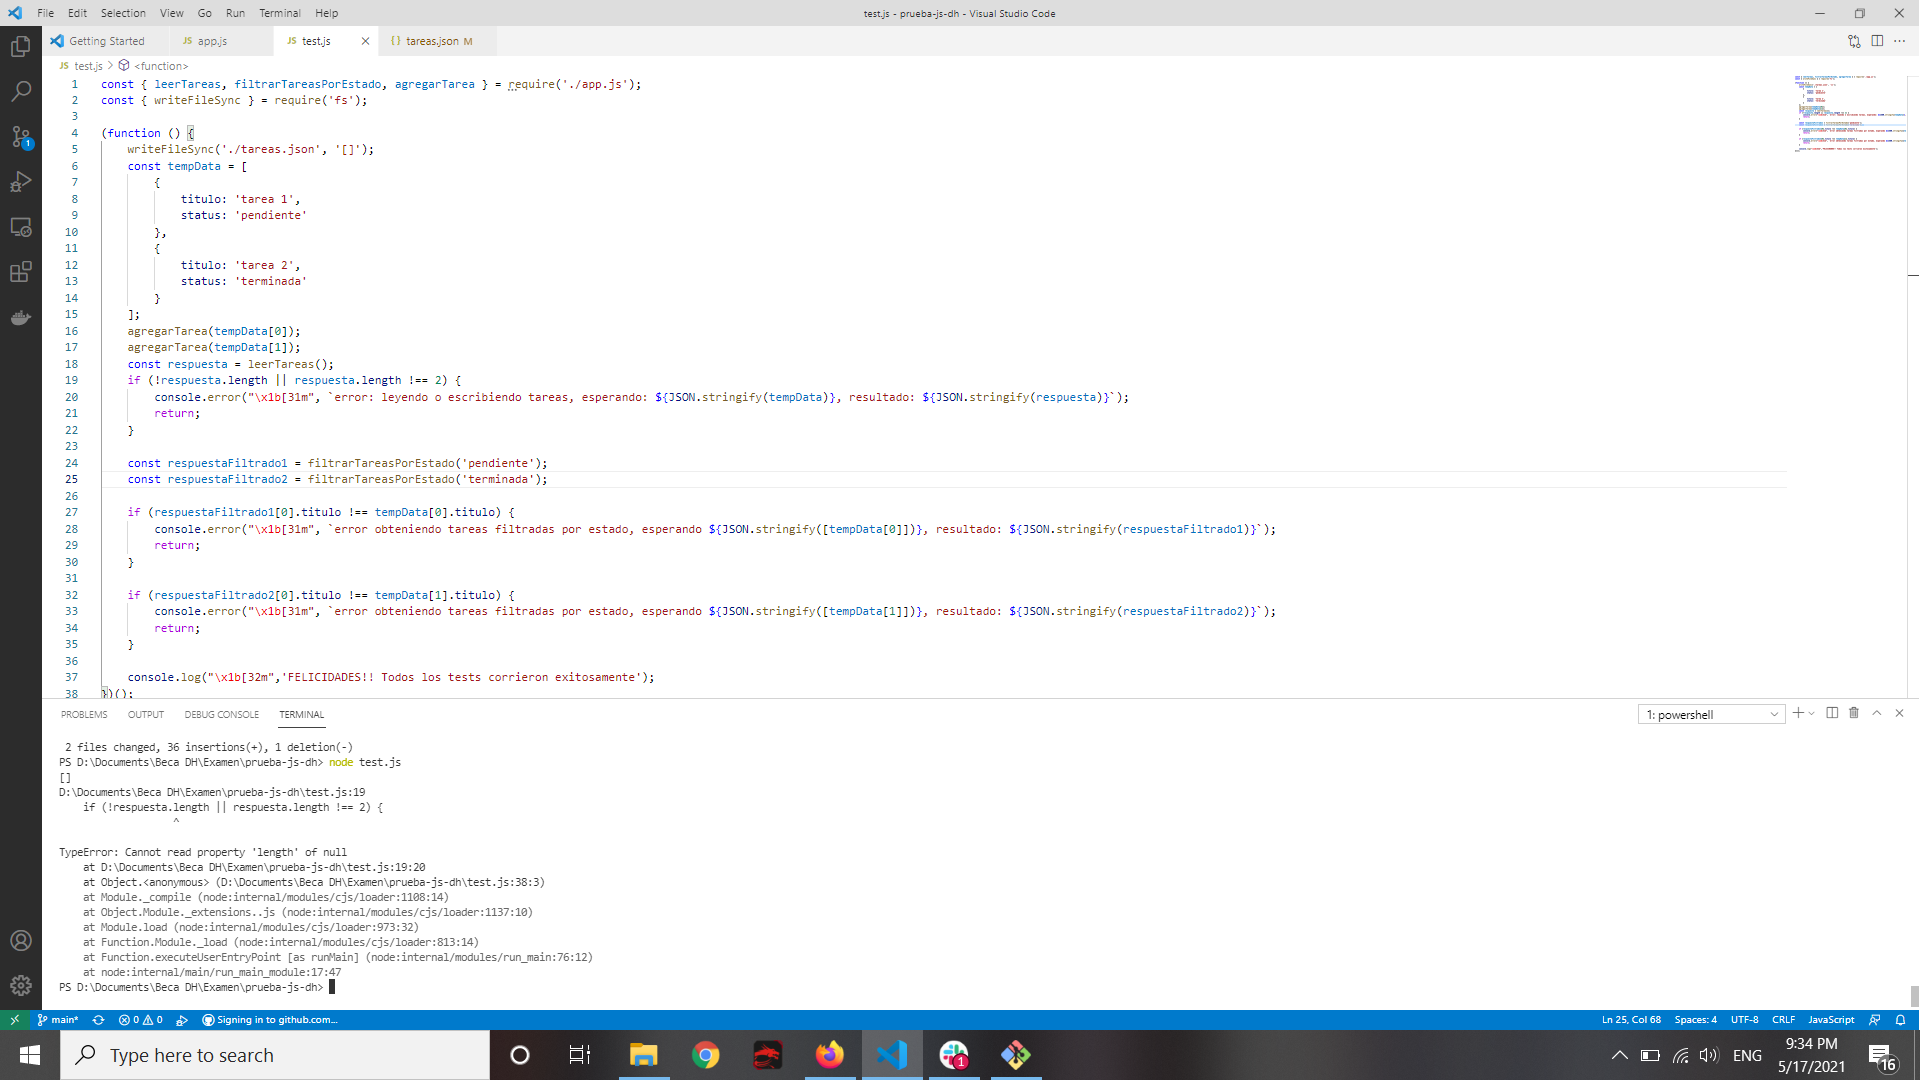 File Edit Selection View Go Run Terminal Help
test.js - prueba-js-dh - Visual Studio Code
Getting Started
JS app.js
JS test.js
{} tareas.json M
JS test.js > <function>
1 const { leerTareas, filtrarTareasPorEstado, agregarTarea } = require('./app.js');
2 const { writeFileSync } = require('fs');
3
4 (function () {
5 writeFileSync('./tareas.json', '[]');
6 const tempData = [
7 {
8 titulo: 'tarea 1',
9 status: 'pendiente'
10 },
11 {
12 titulo: 'tarea 2',
13 status: 'terminada'
14 }
15 ];
16 agregarTarea(tempData[0]);
17 agregarTarea(tempData[1]);
18 const respuesta = leerTareas();
19 if (!respuesta.length || respuesta.length !== 2) {
20 console.error("\x1b[31m", `error: leyendo o escribiendo tareas, esperando: ${JSON.stringify(tempData)}, resultado: ${JSON.stringify(respuesta)}`);
21 return;
22 }
23
24 const respuestaFiltrado1 = filtrarTareasPorEstado('pendiente');
25 const respuestaFiltrado2 = filtrarTareasPorEstado('terminada');
26
27 if (respuestaFiltrado1[0].titulo !== tempData[0].titulo) {
28 console.error("\x1b[31m", `error obteniendo tareas filtradas por estado, esperando ${JSON.stringify([tempData[0]])}, resultado: ${JSON.stringify(respuestaFiltrado1)}`);
29 return;
30 }
31
32 if (respuestaFiltrado2[0].titulo !== tempData[1].titulo) {
33 console.error("\x1b[31m", `error obteniendo tareas filtradas por estado, esperando ${JSON.stringify([tempData[1]])}, resultado: ${JSON.stringify(respuestaFiltrado2)}`);
34 return;
35 }
36
37 console.log("\x1b[32m",'FELICIDADES!! Todos los tests corrieron exitosamente');
38 })();
1
PROBLEMS OUTPUT DEBUG CONSOLE TERMINAL
1: powershell
2 files changed, 36 insertions(+), 1 deletion(-)
PS D:\Documents\Beca DH\Examen\prueba-js-dh> node test.js
[]
D:\Documents\Beca DH\Examen\prueba-js-dh\test.js:19
if (!respuesta.length || respuesta.length !== 2) {
^
TypeError: Cannot read property 'length' of null
at D:\Documents\Beca DH\Examen\prueba-js-dh\test.js:19:20
at Object.<anonymous> (D:\Documents\Beca DH\Examen\prueba-js-dh\test.js:38:3)
at Module._compile (node:internal/modules/cjs/loader:1108:14)
at Object.Module._extensions..js (node:internal/modules/cjs/loader:1137:10)
at Module.load (node:internal/modules/cjs/loader:973:32)
at Function.Module._load (node:internal/modules/cjs/loader:813:14)
at Function.executeUserEntryPoint [as runMain] (node:internal/modules/run_main:76:12)
at node:internal/main/run_main_module:17:47
PS D:\Documents\Beca DH\Examen\prueba-js-dh>
main* 0 0 Signing in to github.com...
Ln 25, Col 68 Spaces: 4 UTF-8 CRLF JavaScript
Type here to search
1
ENG
9:34 PM
5/17/2021
16